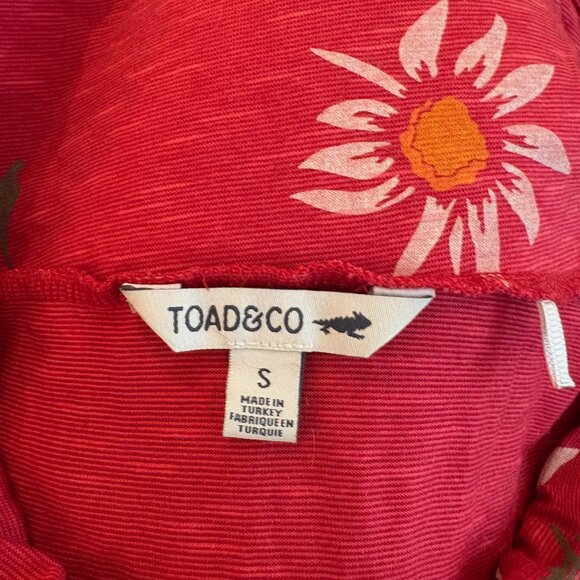 TOAD&CO
S
MADE IN
TURKEY
FABRIQUE EN
TURQUIE